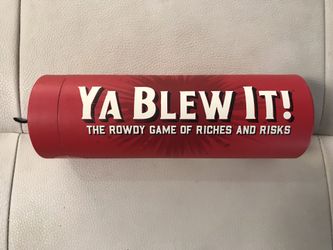 YA BLEW IT!
THE ROWDY GAME OF RICHES AND RISKS